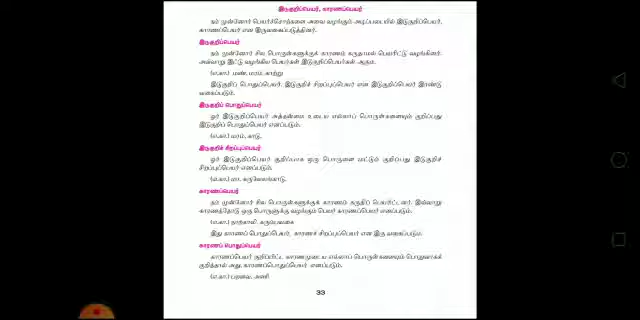 இடுகுறிப்பெயர், காரணப்பெயர்
நம் முன்னோர் பெயர்ச்சொற்களை அவை வழங்கும் அடிப்படையில் இடுகுறிப்பெயர்,
காரணப்பெயர் என இருவகைப்படுத்தினர்.
இடுகுறிப்பெயர்
நம் முன்னோர் சில பொருள்களுக்குக் காரணம் கருதாமல் பெயரிட்டு வழங்கினர்.
அவ்வாறு இட்டு வழங்கிய பெயர்கள் இடுகுறிப்பெயர்கள் ஆகும்.
(எ.கா.) மண், மரம், காற்று
இடுகுறிப் பொதுப்பெயர், இடுகுறிச் சிறப்புப்பெயர் என இடுகுறிப்பெயர் இரண்டு
வகைப்படும்.
இடுகுறிப் பொதுப்பெயர்
ஓர் இடுகுறிப்பெயர் அத்தன்மை உடைய எல்லாப் பொருள்களையும் குறிப்பது
இடுகுறிப் பொதுப்பெயர் எனப்படும்.
(எ.கா.) மரம், காடு.
இடுகுறிச் சிறப்புப்பெயர்
ஓர் இடுகுறிப்பெயர் குறிப்பாக ஒரு பொருளை மட்டும் குறிப்பது இடுகுறிச்
சிறப்புப்பெயர் எனப்படும்.
(எ.கா.) மா, கருவேலங்காடு.
காரணப்பெயர்
நம் முன்னோர் சில பொருள்களுக்குக் காரணம் கருதிப் பெயரிட்டனர். இவ்வாறு
காரணத்தோடு ஒரு பொருளுக்கு வழங்கும் பெயர் காரணப்பெயர் எனப்படும்.
(எ.கா.) நாற்காலி, கரும்பலகை
இது காரணப் பொதுப்பெயர், காரணச் சிறப்புப்பெயர் என இரு வகைப்படும்.
காரணப் பொதுப்பெயர்
காரணப்பெயர் குறிப்பிட்ட காரணமுடைய எல்லாப் பொருள்களையும் பொதுவாகக்
குறித்தால் அது, காரணப்பொதுப்பெயர் எனப்படும்.
(எ.கா.) பறவை, அணி
33